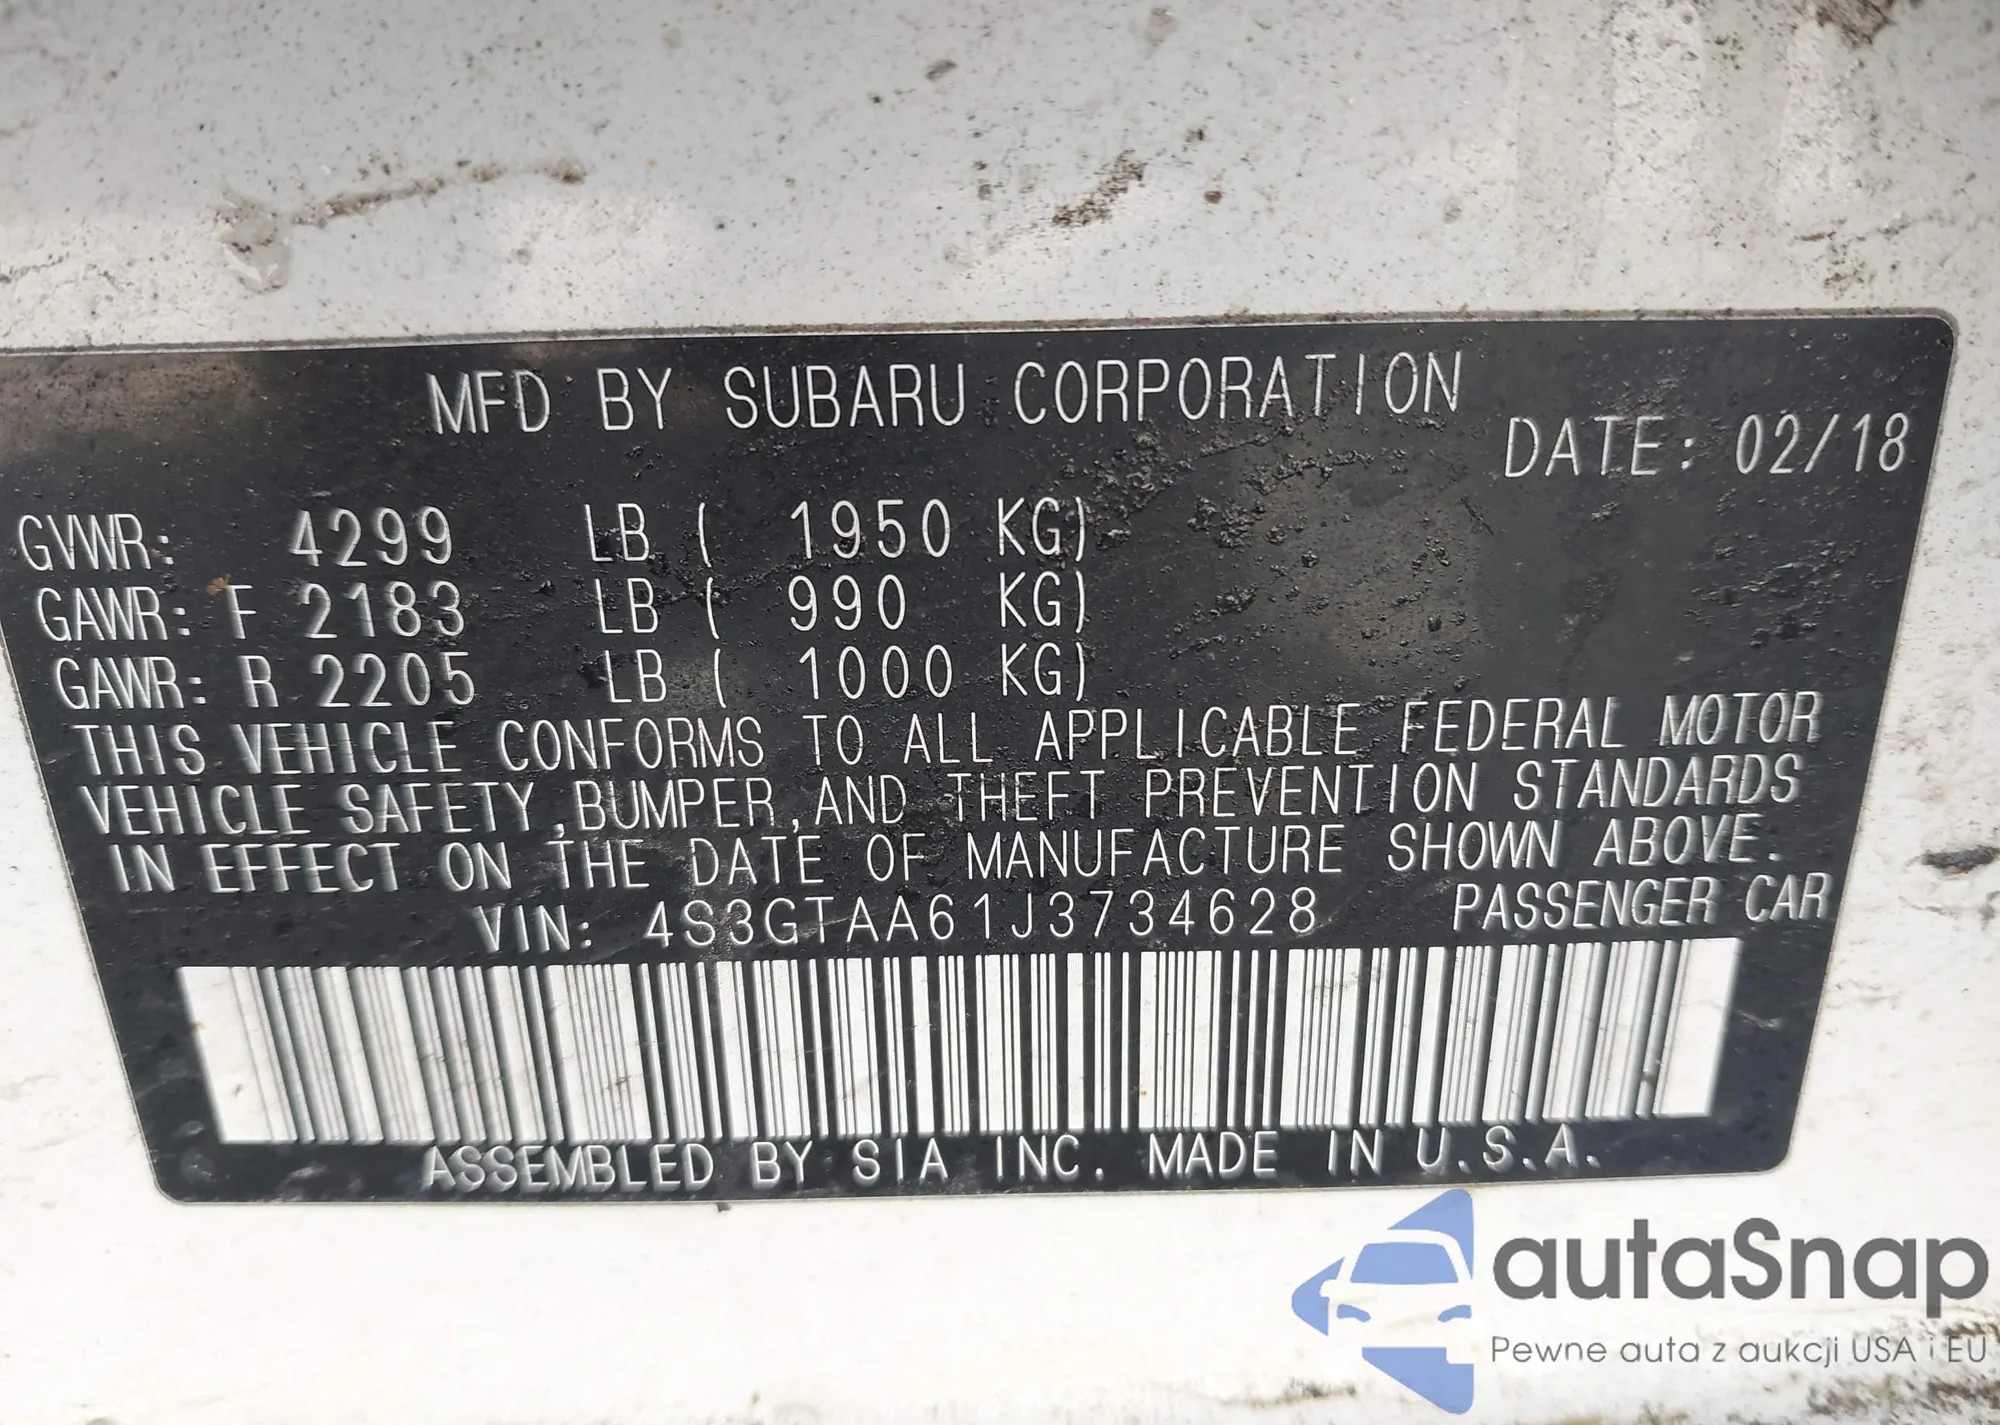 MFD BY SUBARU CORPORATION
DATE: 02/18
GVWR: 4299 LB ( 1950 KG)
GAWR: F 2183 LB ( 990 KG)
GAWR: R 2205 LB ( 1000 KG)
THIS VEHICLE CONFORMS TO ALL APPLICABLE FEDERAL MOTOR
VEHICLE SAFETY,BUMPER,AND THEFT PREVENTION STANDARDS
IN EFFECT ON THE DATE OF MANUFACTURE SHOWN ABOVE.
VIN: 4S3GTAA61J3734628 PASSENGER CAR
ASSEMBLED BY SIA INC. MADE IN U.S.A.
autaSnap
Pewne auta z aukcji USA i EU